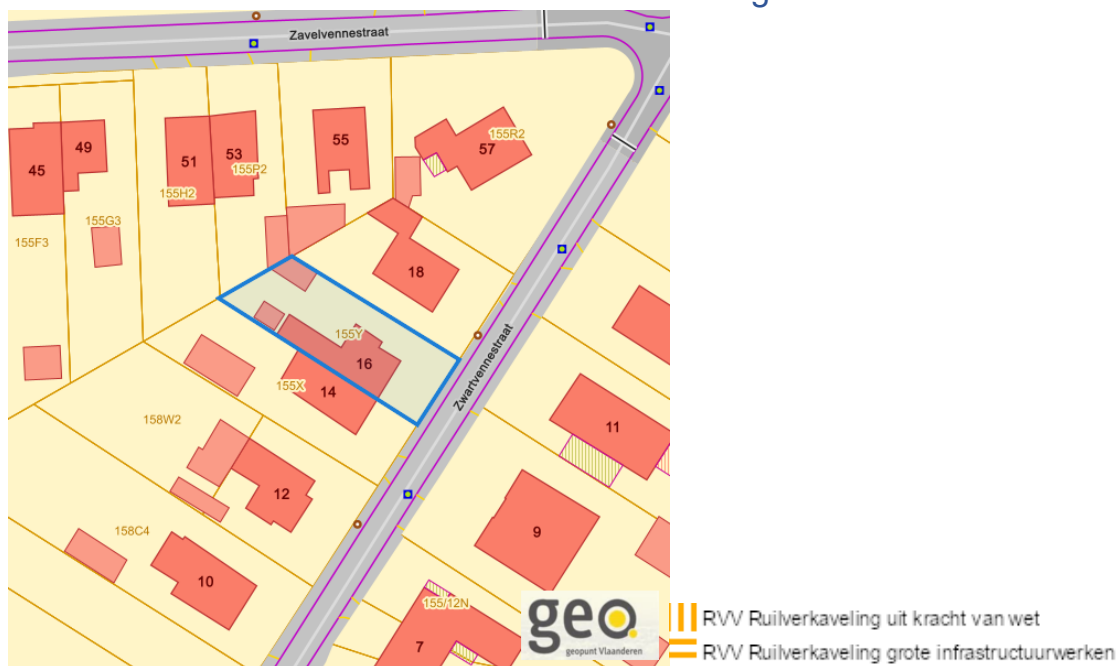 Zavelvennestraat
45
49
51
53
55
57
155R2
155P2
155H2
155G3
155F3
18
155Y
16
Zwartvennestraat
155X
14
158W2
11
12
9
158C4
10
155/12N
7
geo
geopunt Vlaanderen
RVV Ruilverkaveling uit kracht van wet
RVV Ruilverkaveling grote infrastructuurwerken